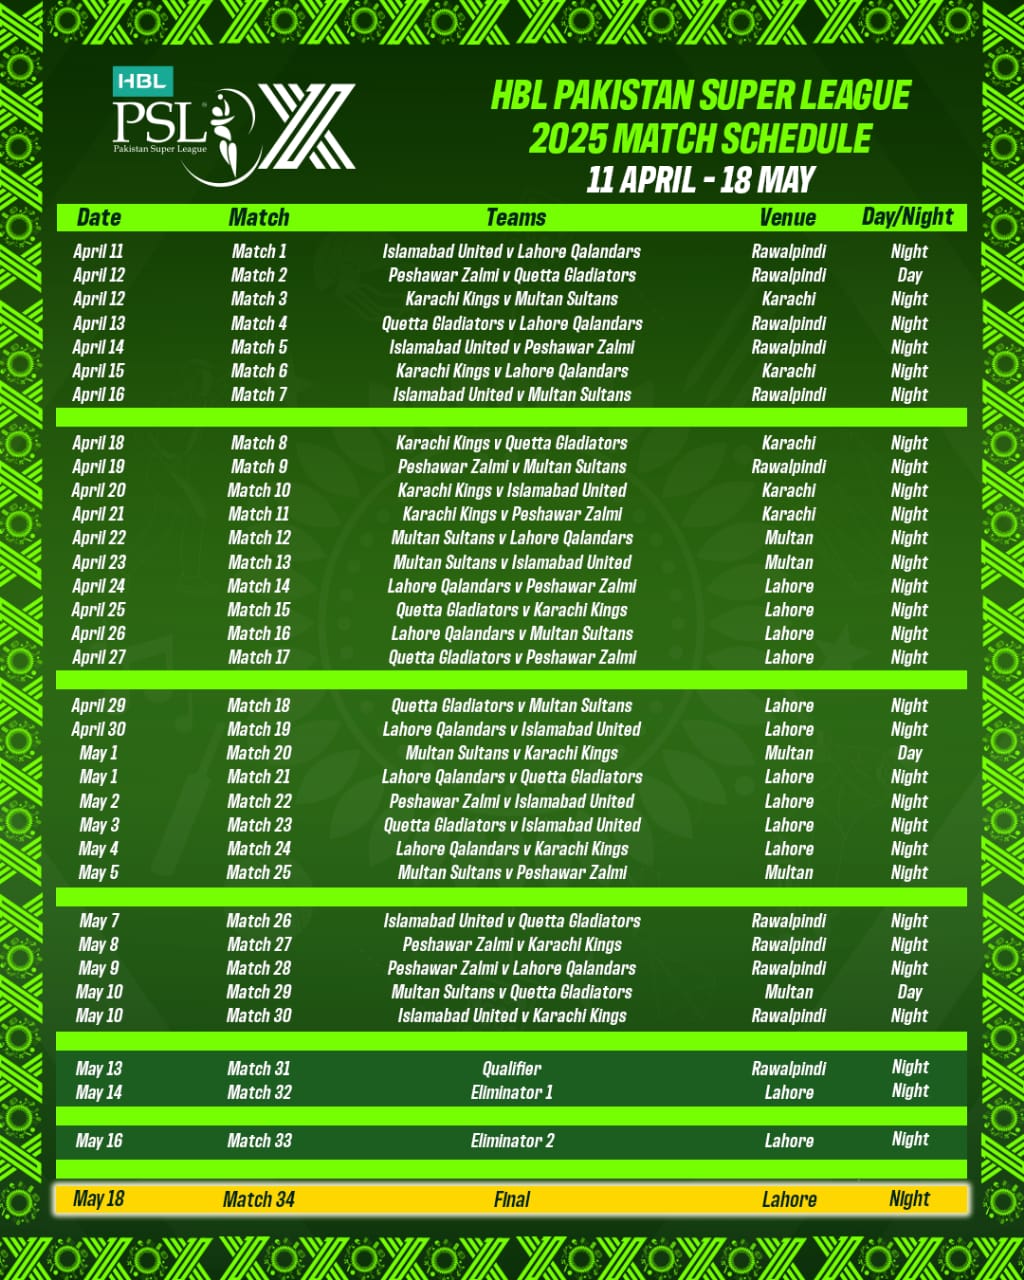 HBL
PSL
Pakistan Super League
HBL PAKISTAN SUPER LEAGUE
2025 MATCH SCHEDULE
11 APRIL - 18 MAY
Date Match Teams Venue Day/Night
April 11 Match 1 Islamabad United v Lahore Qalandars Rawalpindi Night
April 12 Match 2 Peshawar Zalmi v Quetta Gladiators Rawalpindi Day
April 12 Match 3 Karachi Kings v Multan Sultans Karachi Night
April 13 Match 4 Quetta Gladiators v Lahore Qalandars Rawalpindi Night
April 14 Match 5 Islamabad United v Peshawar Zalmi Rawalpindi Night
April 15 Match 6 Karachi Kings v Lahore Qalandars Karachi Night
April 16 Match 7 Islamabad United v Multan Sultans Rawalpindi Night
April 18 Match 8 Karachi Kings v Quetta Gladiators Karachi Night
April 19 Match 9 Peshawar Zalmi v Multan Sultans Rawalpindi Night
April 20 Match 10 Karachi Kings v Islamabad United Karachi Night
April 21 Match 11 Karachi Kings v Peshawar Zalmi Karachi Night
April 22 Match 12 Multan Sultans v Lahore Qalandars Multan Night
April 23 Match 13 Multan Sultans v Islamabad United Multan Night
April 24 Match 14 Lahore Qalandars v Peshawar Zalmi Lahore Night
April 25 Match 15 Quetta Gladiators v Karachi Kings Lahore Night
April 26 Match 16 Lahore Qalandars v Multan Sultans Lahore Night
April 27 Match 17 Quetta Gladiators v Peshawar Zalmi Lahore Night
April 29 Match 18 Quetta Gladiators v Multan Sultans Lahore Night
April 30 Match 19 Lahore Qalandars v Islamabad United Lahore Night
May 1 Match 20 Multan Sultans v Karachi Kings Multan Day
May 1 Match 21 Lahore Qalandars v Quetta Gladiators Lahore Night
May 2 Match 22 Peshawar Zalmi v Islamabad United Lahore Night
May 3 Match 23 Quetta Gladiators v Islamabad United Lahore Night
May 4 Match 24 Lahore Qalandars v Karachi Kings Lahore Night
May 5 Match 25 Multan Sultans v Peshawar Zalmi Multan Night
May 7 Match 26 Islamabad United v Quetta Gladiators Rawalpindi Night
May 8 Match 27 Peshawar Zalmi v Karachi Kings Rawalpindi Night
May 9 Match 28 Peshawar Zalmi v Lahore Qalandars Rawalpindi Night
May 10 Match 29 Multan Sultans v Quetta Gladiators Multan Day
May 10 Match 30 Islamabad United v Karachi Kings Rawalpindi Night
May 13 Match 31 Qualifier Rawalpindi Night
May 14 Match 32 Eliminator 1 Lahore Night
May 16 Match 33 Eliminator 2 Lahore Night
May 18 Match 34 Final Lahore Night